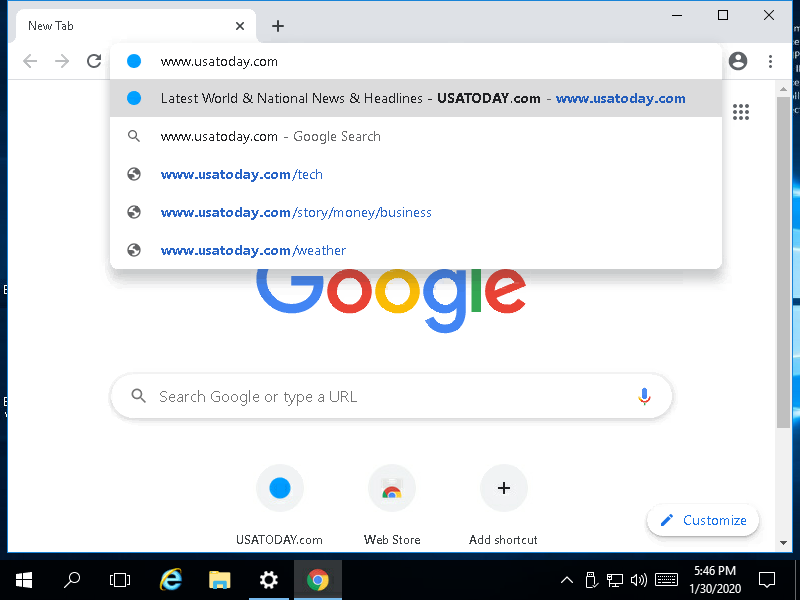 New Tab
www.usatoday.com
Latest World & National News & Headlines - USATODAY.com - www.usatoday.com
www.usatoday.com - Google Search
www.usatoday.com/tech
www.usatoday.com/story/money/business
www.usatoday.com/weather
Google
Search Google or type a URL
USATODAY.com
Web Store
Add shortcut
Customize
5:46 PM
1/30/2020